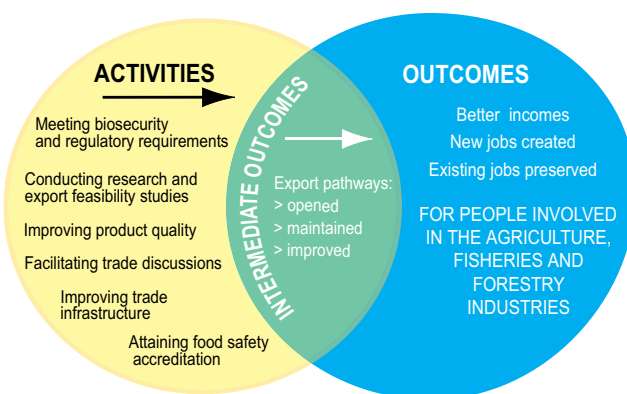 ACTIVITIES
Meeting biosecurity
and regulatory requirements
Conducting research and
export feasibility studies
Improving product quality
Facilitating trade discussions
Improving trade
infrastructure
Attaining food safety
accreditation
INTERMEDIATE OUTCOMES
Export pathways:
> opened
> maintained
> improved
OUTCOMES
Better incomes
New jobs created
Existing jobs preserved
FOR PEOPLE INVOLVED
IN THE AGRICULTURE,
FISHERIES AND
FORESTRY
INDUSTRIES